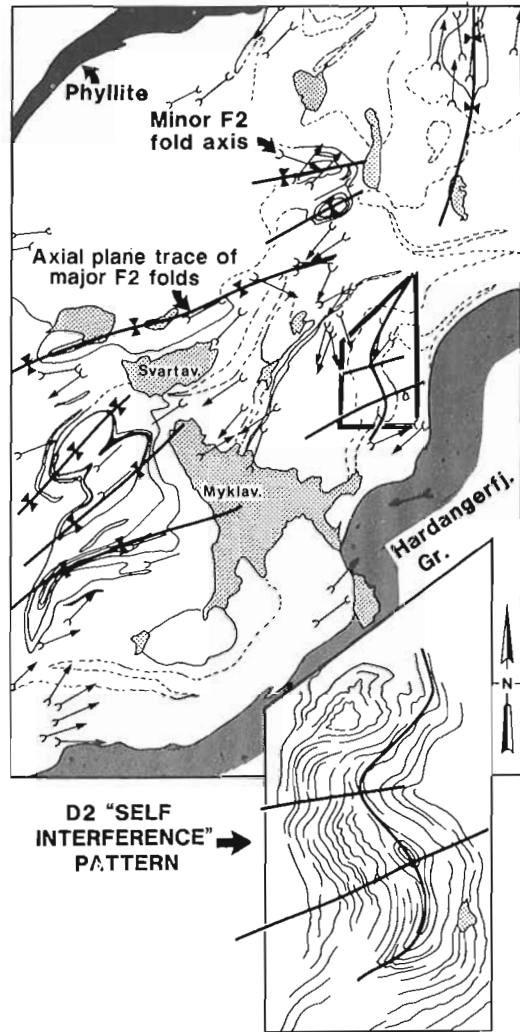 Phyllite
Minor F2
fold axis
Axial plane trace of
major F2 folds
Svartav.
Myklav.
Hardangerfj.
Gr.
N
D2 "SELF
INTERFERENCE"
PATTERN